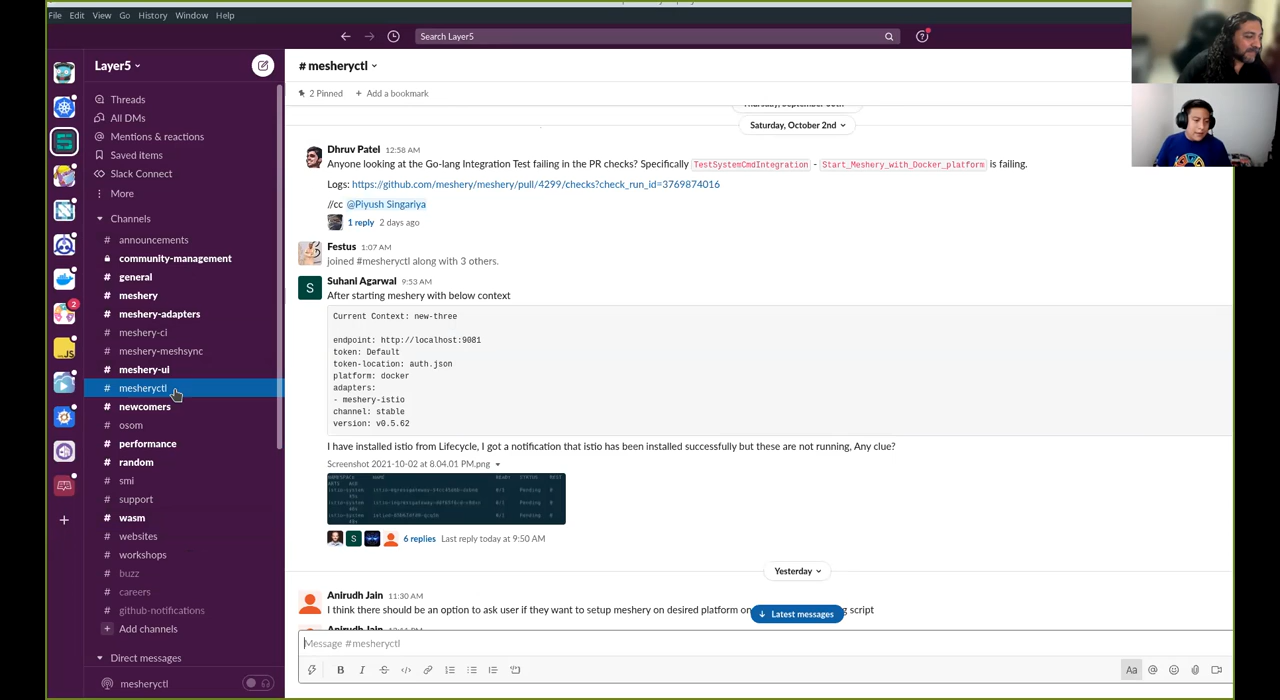 File Edit View Go History Window Help
Search Layer5
Layer5
# mesheryctl
2 Pinned
+ Add a bookmark
Threads
All DMs
Mentions & reactions
Saved items
Slack Connect
More
Channels
# announcements
community-management
# general
# meshery
# meshery-adapters
# meshery-ci
# meshery-meshsync
# meshery-ui
# mesheryctl
# newcomers
# osom
# performance
# random
# smi
# support
# wasm
# websites
# workshops
# buzz
# careers
# github-notifications
+ Add channels
Direct messages
mesheryctl
2
Saturday, October 2nd
Dhruv Patel 12:58 AM
Anyone looking at the Go-lang Integration Test failing in the PR checks? Specifically TestSystemCmdIntegration - Start_Meshery_with_Docker_platform is failing.
Logs: https://github.com/meshery/meshery/pull/4299/checks?check_run_id=3769874016
//cc @Piyush Singariya
1 reply 2 days ago
Festus 1:07 AM
joined #mesheryctl along with 3 others.
S
Suhani Agarwal 9:53 AM
After starting meshery with below context
Current Context: new-three
endpoint: http://localhost:9081
token: Default
token-location: auth.json
platform: docker
adapters:
- meshery-istio
channel: stable
version: v0.5.62
I have installed istio from Lifecycle, I got a notification that istio has been installed successfully but these are not running, Any clue?
Screenshot 2021-10-02 at 8.04.01 PM.png
S
6 replies Last reply today at 9:50 AM
Yesterday
Anirudh Jain 11:30 AM
I think there should be an option to ask user if they want to setup meshery on desired platform on
g script
Latest messages
Anirudh Jain
Message #mesheryctl
B I S
Aa @